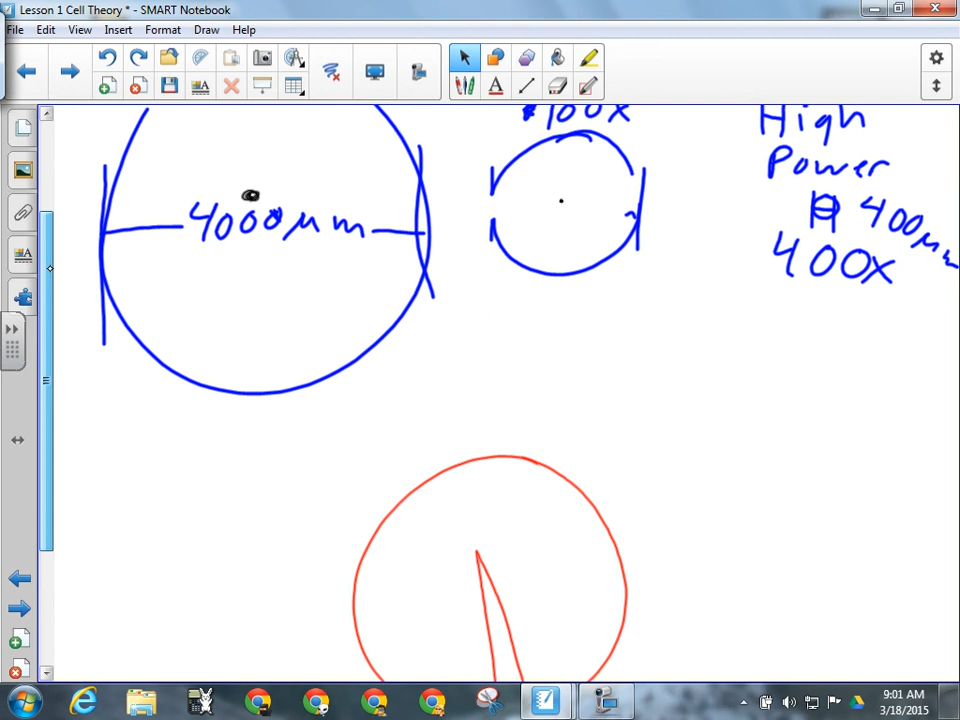 Lesson 1 Cell Theory * - SMART Notebook
File Edit View Insert Format Draw Help
100x
High
Power
400µm
400x
4000µm
9:01 AM
3/18/2015